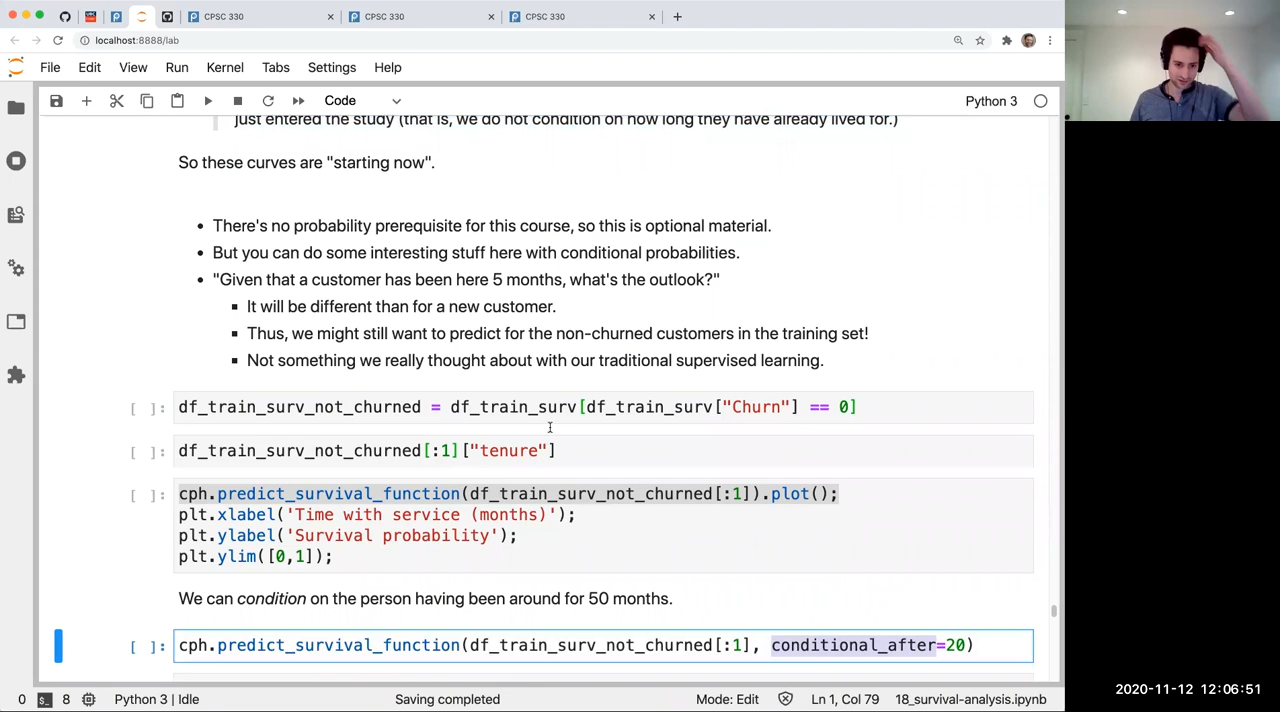 CPSC 330
CPSC 330
CPSC 330
localhost:8888/lab
File Edit View Run Kernel Tabs Settings Help
Code
Python 3
just entered the study (that is, we do not condition on how long they have already lived for.)
So these curves are "starting now".
• There's no probability prerequisite for this course, so this is optional material.
• But you can do some interesting stuff here with conditional probabilities.
• "Given that a customer has been here 5 months, what's the outlook?"
▪ It will be different than for a new customer.
▪ Thus, we might still want to predict for the non-churned customers in the training set!
▪ Not something we really thought about with our traditional supervised learning.
[ ]: df_train_surv_not_churned = df_train_surv[df_train_surv["Churn"] == 0]
[ ]: df_train_surv_not_churned[:1]["tenure"]
[ ]: cph.predict_survival_function(df_train_surv_not_churned[:1]).plot();
plt.xlabel('Time with service (months)');
plt.ylabel('Survival probability');
plt.ylim([0,1]);
We can condition on the person having been around for 50 months.
[ ]: cph.predict_survival_function(df_train_surv_not_churned[:1], conditional_after=20)
0 8 Python 3 | Idle Saving completed Mode: Edit Ln 1, Col 79 18_survival-analysis.ipynb
2020-11-12 12:06:51